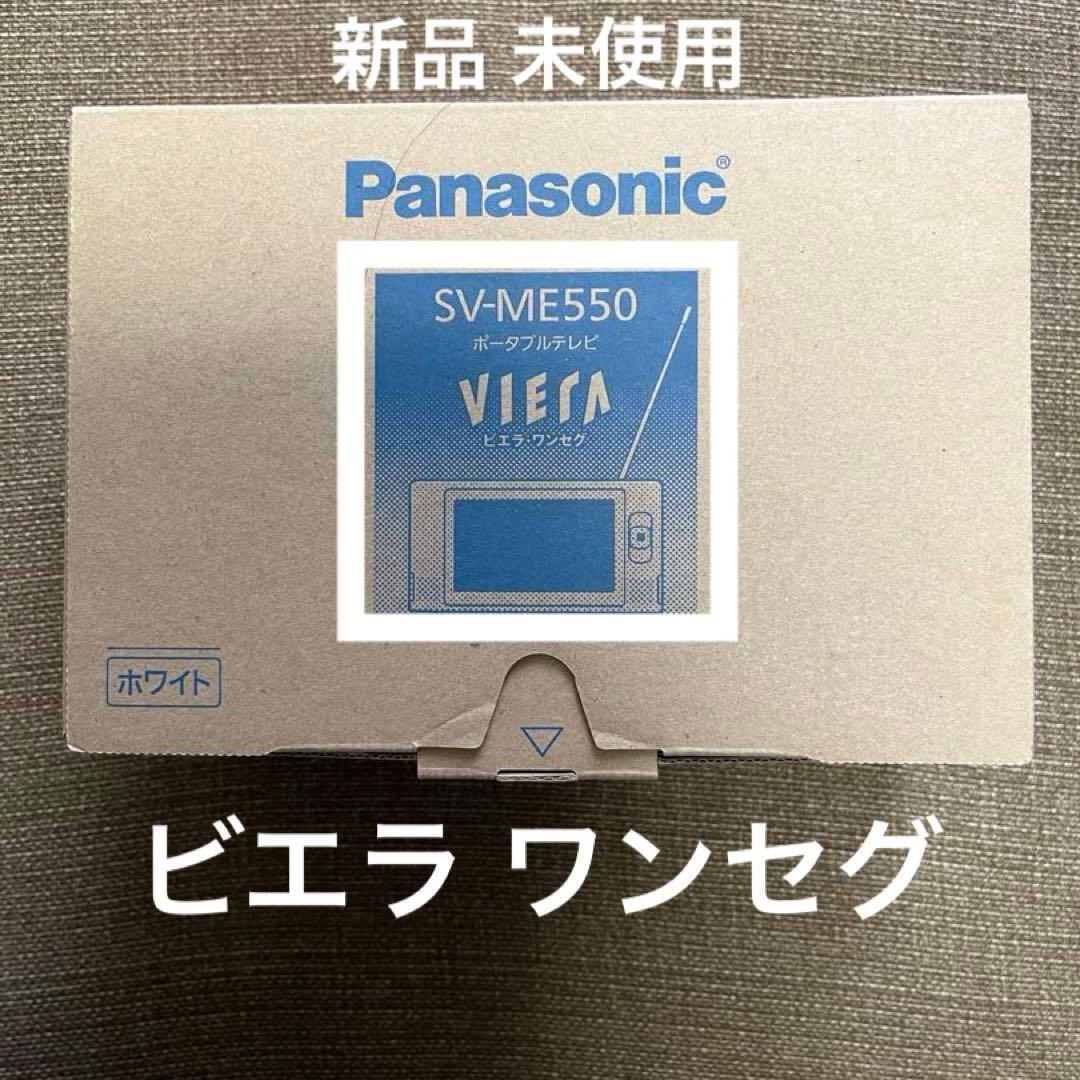 新品 未使用
Panasonic®
SV-ME550
ポータブルテレビ
VIERA
ビエラ・ワンセグ
ホワイト
ビエラ ワンセグ